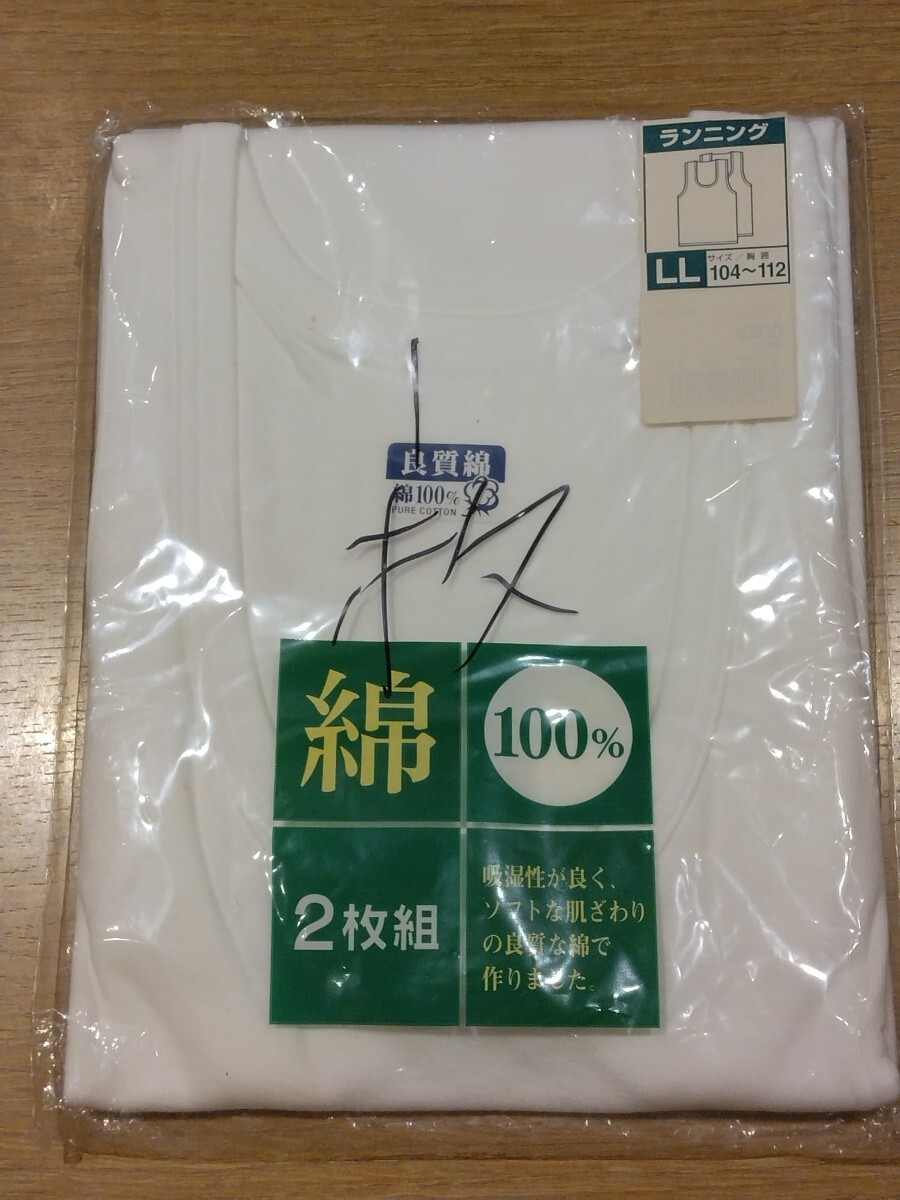 ランニング
LL
サイズ/胸囲
104～112
良質綿
綿100%
PURE COTTON
綿
100%
2枚組
吸湿性が良く、
ソフトな肌ざわり
の良質な綿で
作りました。